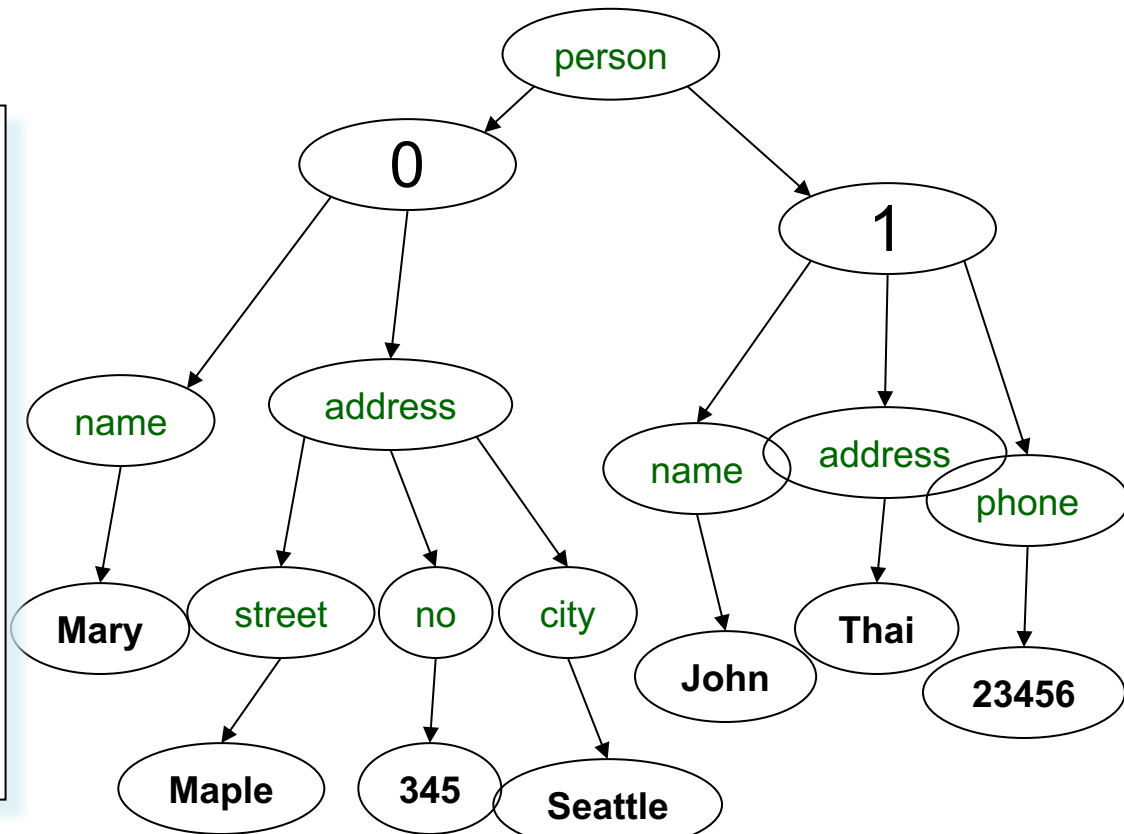 person
0
1
name
address
name
address
phone
Mary
street
no
city
John
Thai
23456
Maple
345
Seattle